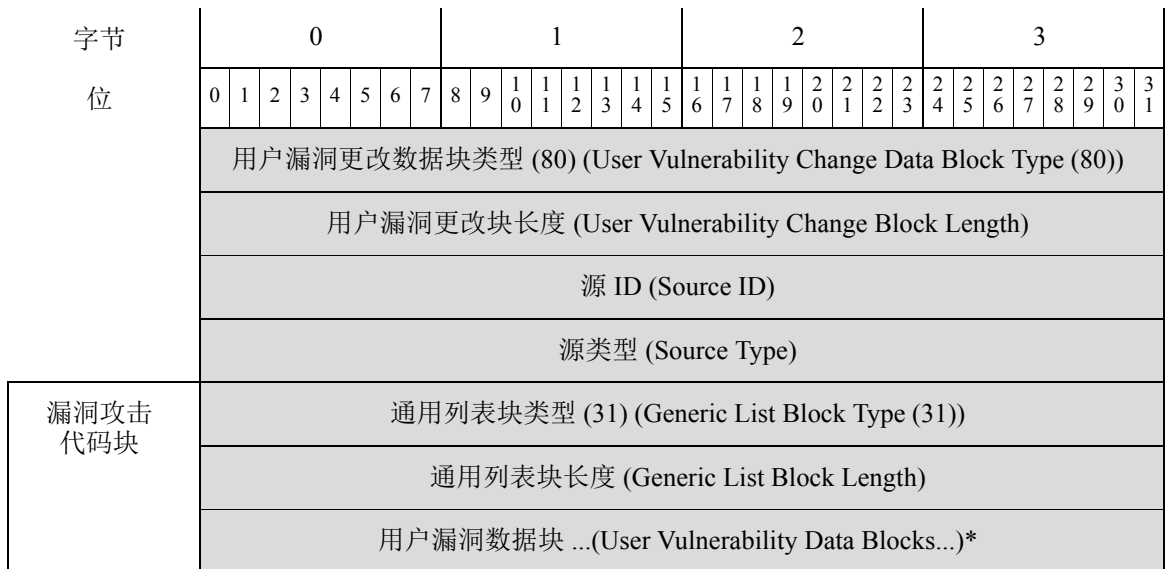 字节 0 1 2 3
位 0 1 2 3 4 5 6 7 8 9 10 11 12 13 14 15 16 17 18 19 20 21 22 23 24 25 26 27 28 29 30 31
用户漏洞更改数据块类型 (80) (User Vulnerability Change Data Block Type (80))
用户漏洞更改块长度 (User Vulnerability Change Block Length)
源 ID (Source ID)
源类型 (Source Type)
漏洞攻击
代码块
通用列表块类型 (31) (Generic List Block Type (31))
通用列表块长度 (Generic List Block Length)
用户漏洞数据块 ...(User Vulnerability Data Blocks...)*